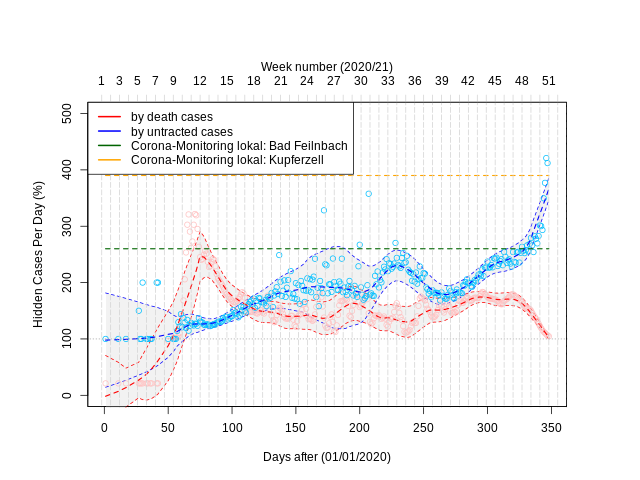 Week number (2020/21)
1 3 5 7 9 12 15 18 21 24 27 30 33 36 39 42 45 48 51
by death cases
by untracted cases
Corona-Monitoring lokal: Bad Feilnbach
Corona-Monitoring lokal: Kupferzell
Hidden Cases Per Day (%)
500
400
300
200
100
0
0 50 100 150 200 250 300 350
Days after (01/01/2020)